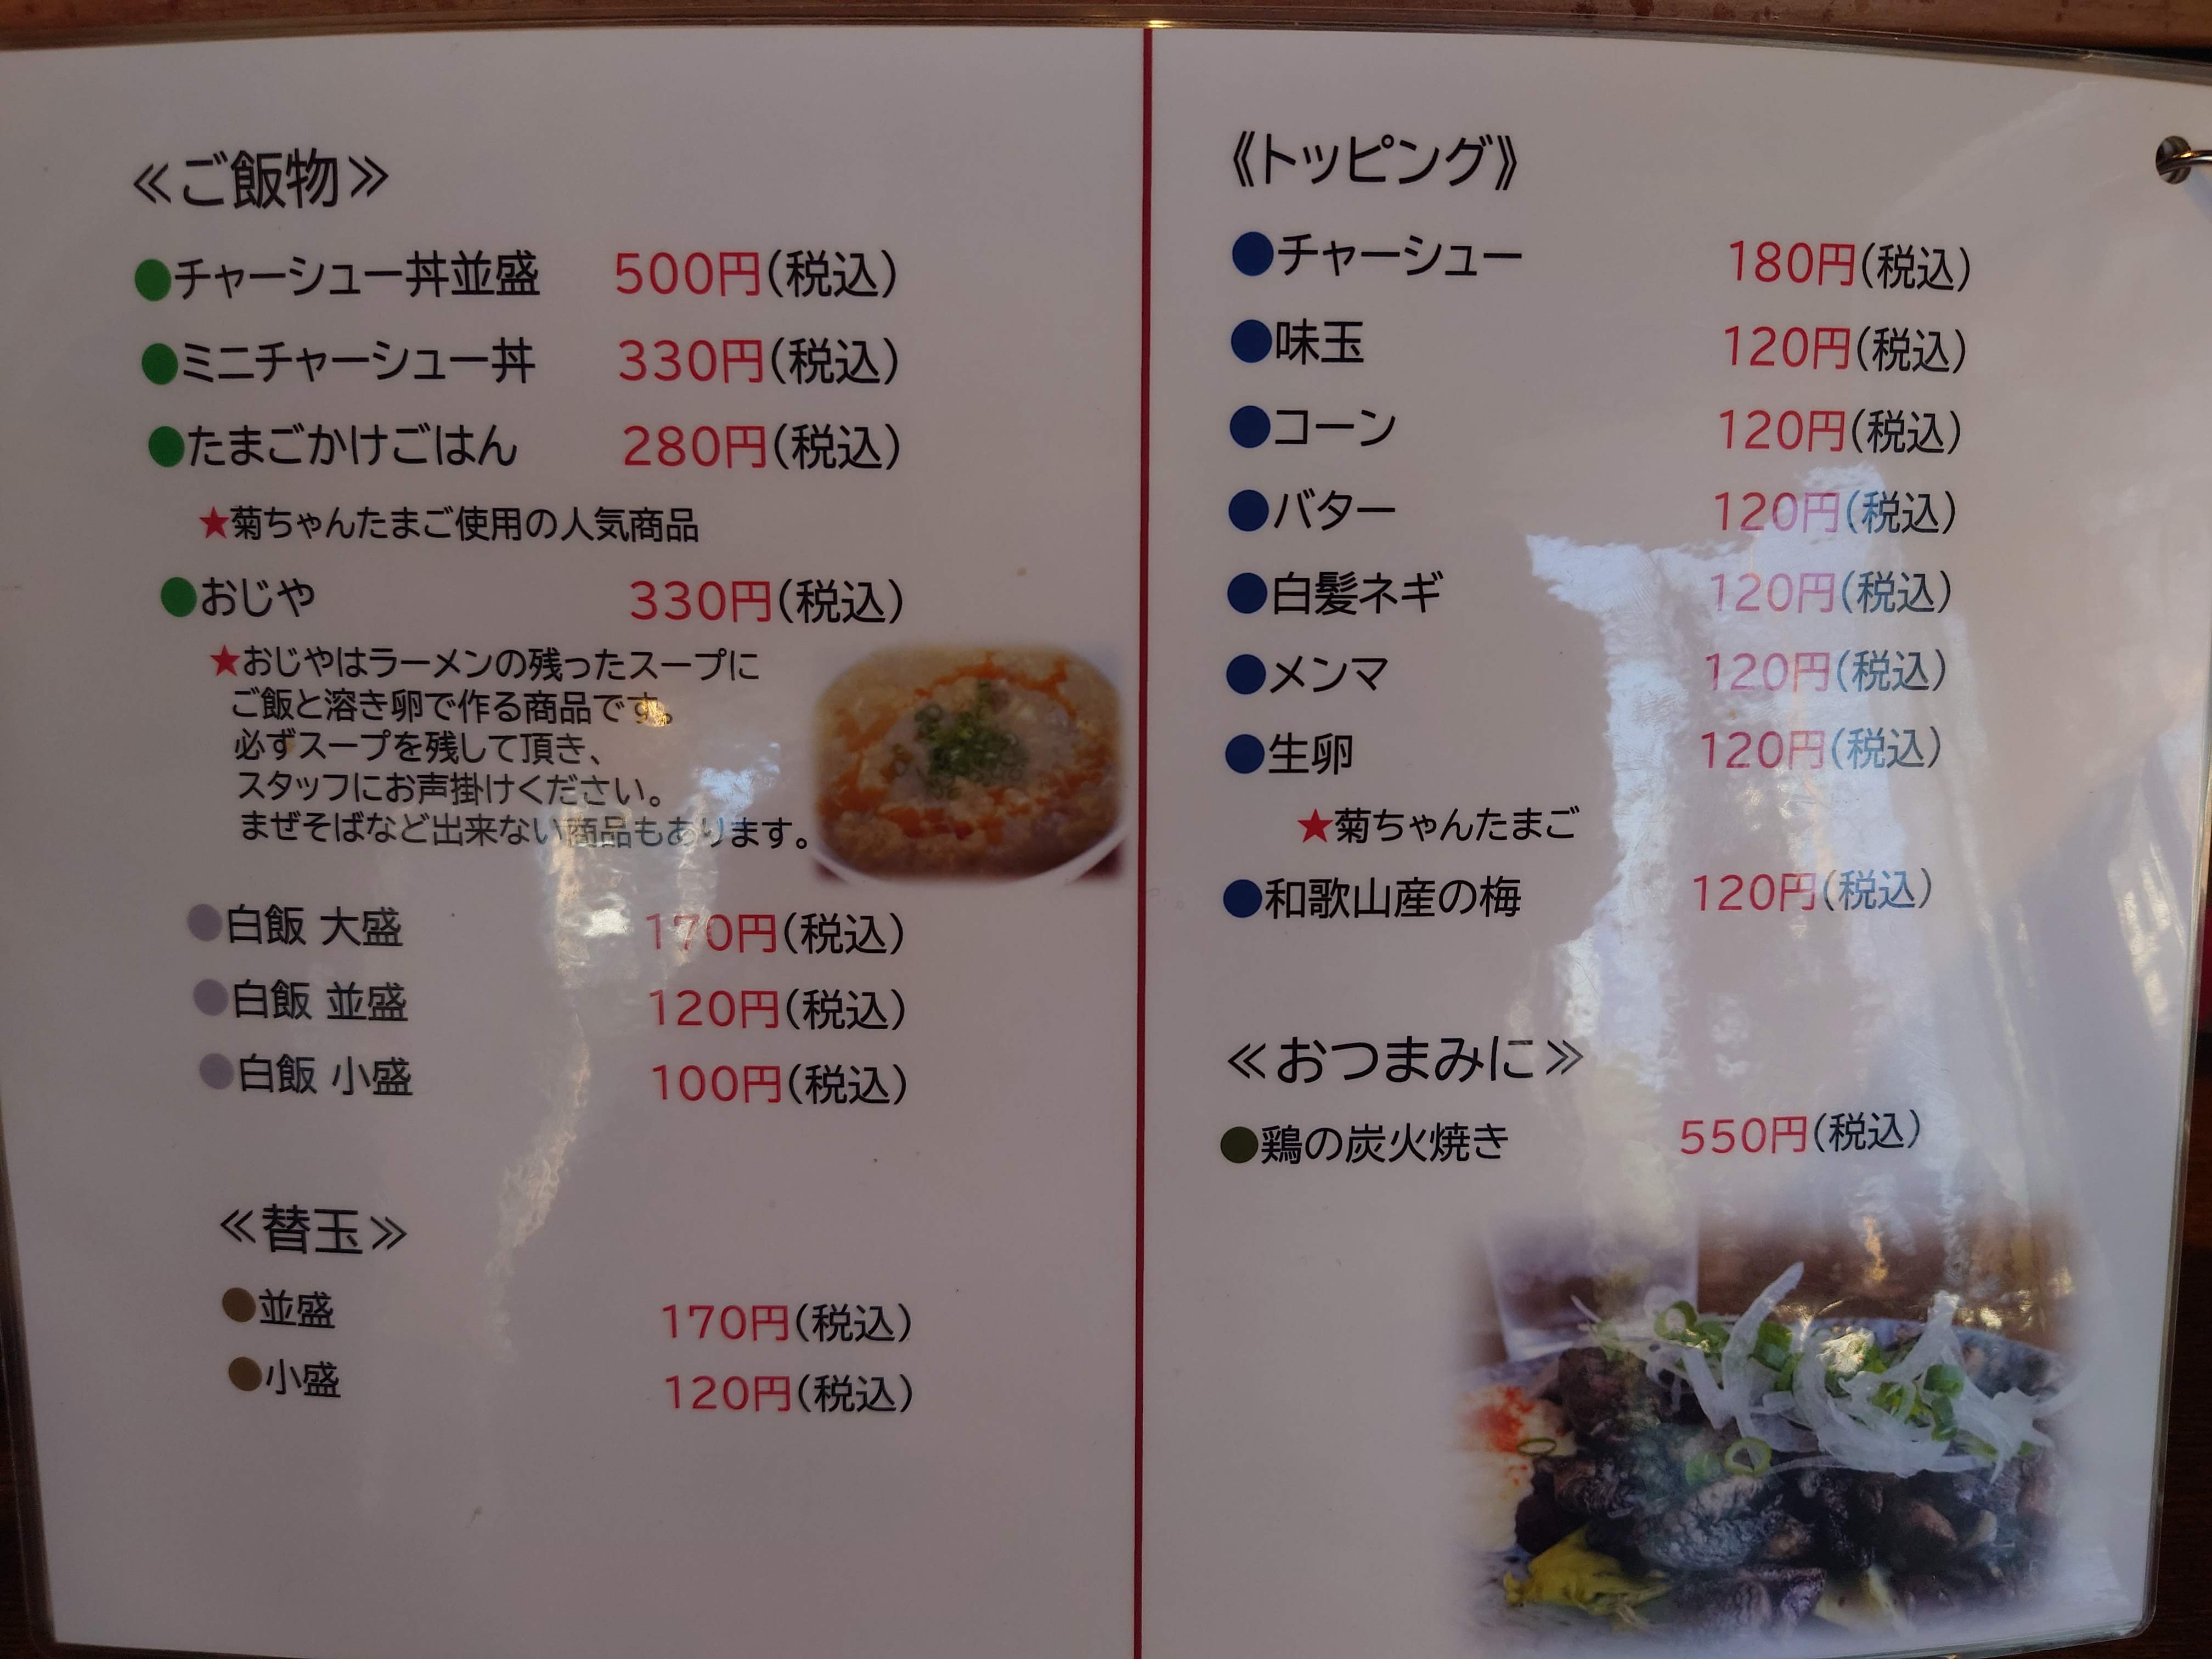 ≪ご飯物≫
●チャーシュー丼並盛 500円(税込)
●ミニチャーシュー丼 330円(税込)
●たまごかけごはん 280円(税込)
★菊ちゃんたまご使用の人気商品
●おじや 330円(税込)
★おじやはラーメンの残ったスープに
ご飯と溶き卵で作る商品です。
必ずスープを残して頂き、
スタッフにお声掛けください。
まぜそばなど出来ない商品もあります。
●白飯 大盛 170円(税込)
●白飯 並盛 120円(税込)
●白飯 小盛 100円(税込)
≪替玉≫
●並盛 170円(税込)
●小盛 120円(税込)
《トッピング》
●チャーシュー 180円(税込)
●味玉 120円(税込)
●コーン 120円(税込)
●バター 120円(税込)
●白髪ネギ 120円(税込)
●メンマ 120円(税込)
●生卵 120円(税込)
★菊ちゃんたまご
●和歌山産の梅 120円(税込)
≪おつまみに≫
●鶏の炭火焼き 550円(税込)